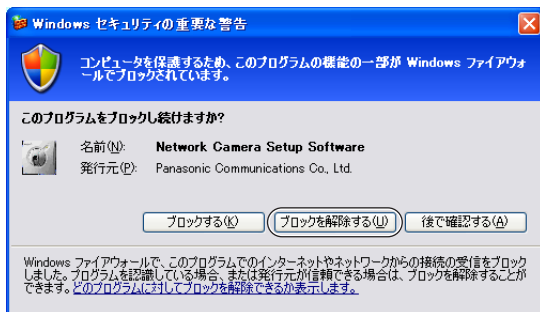 Windows セキュリティの重要な警告
コンピュータを保護するため、このプログラムの機能の一部が Windows ファイアウォ
ールでブロックされています。
このプログラムをブロックし続けますか?
名前(N): Network Camera Setup Software
発行元(P): Panasonic Communications Co., Ltd.
ブロックする(K) ブロックを解除する(U) 後で確認する(A)
Windows ファイアウォールで、このプログラムでのインターネットやネットワークからの接続の受信をブロック
しました。プログラムを認識している場合、または発行元が信頼できる場合は、ブロックを解除することが
できます。どのプログラムに対してブロックを解除できるか表示します。